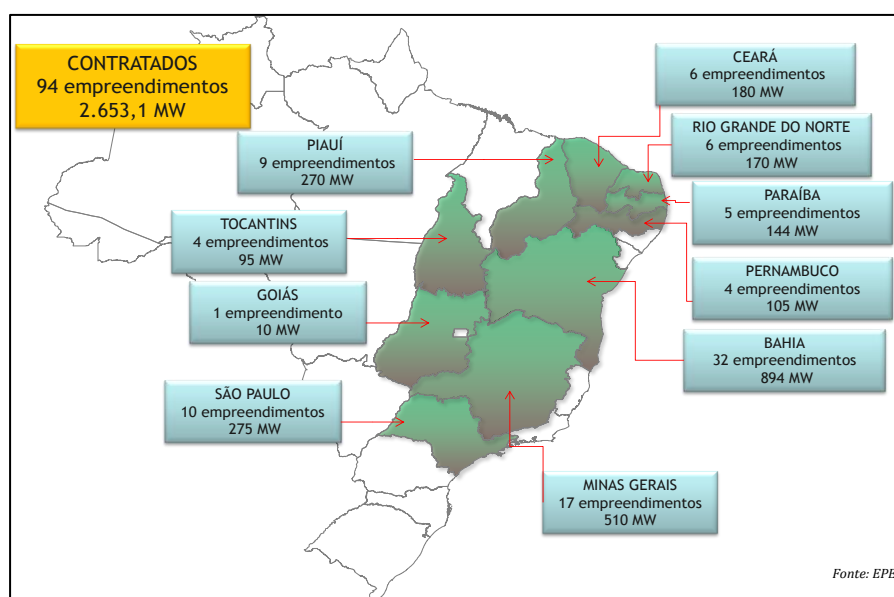 CONTRATADOS
94 empreendimentos
2.653,1 MW
CEARÁ
6 empreendimentos
180 MW
RIO GRANDE DO NORTE
6 empreendimentos
170 MW
PIAUÍ
9 empreendimentos
270 MW
PARAÍBA
5 empreendimentos
144 MW
TOCANTINS
4 empreendimentos
95 MW
PERNAMBUCO
4 empreendimentos
105 MW
GOIÁS
1 empreendimento
10 MW
BAHIA
32 empreendimentos
894 MW
SÃO PAULO
10 empreendimentos
275 MW
MINAS GERAIS
17 empreendimentos
510 MW
Fonte: EPE